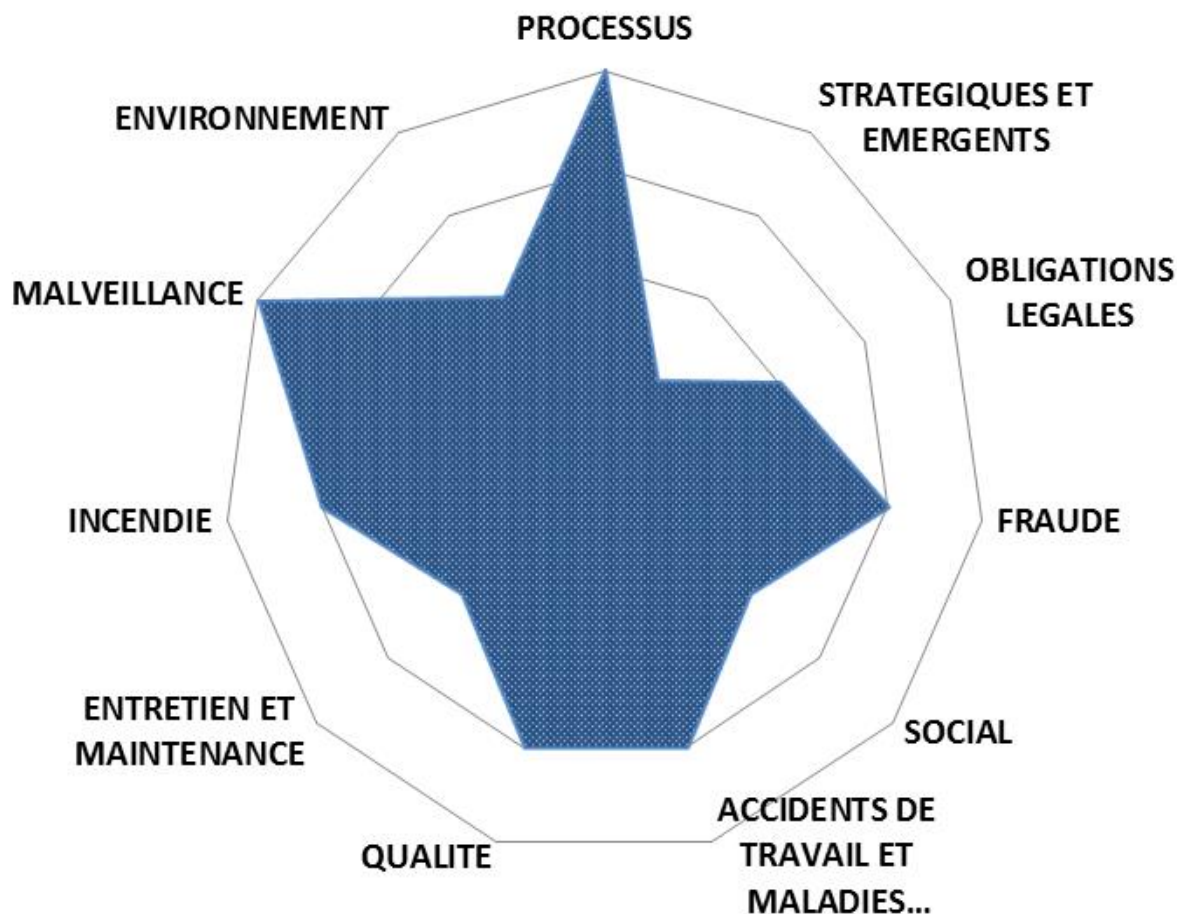 PROCESSUS
STRATEGIQUES ET
EMERGENTS
OBLIGATIONS
LEGALES
FRAUDE
SOCIAL
ACCIDENTS DE
TRAVAIL ET
MALADIES...
QUALITE
ENTRETIEN ET
MAINTENANCE
INCENDIE
MALVEILLANCE
ENVIRONNEMENT